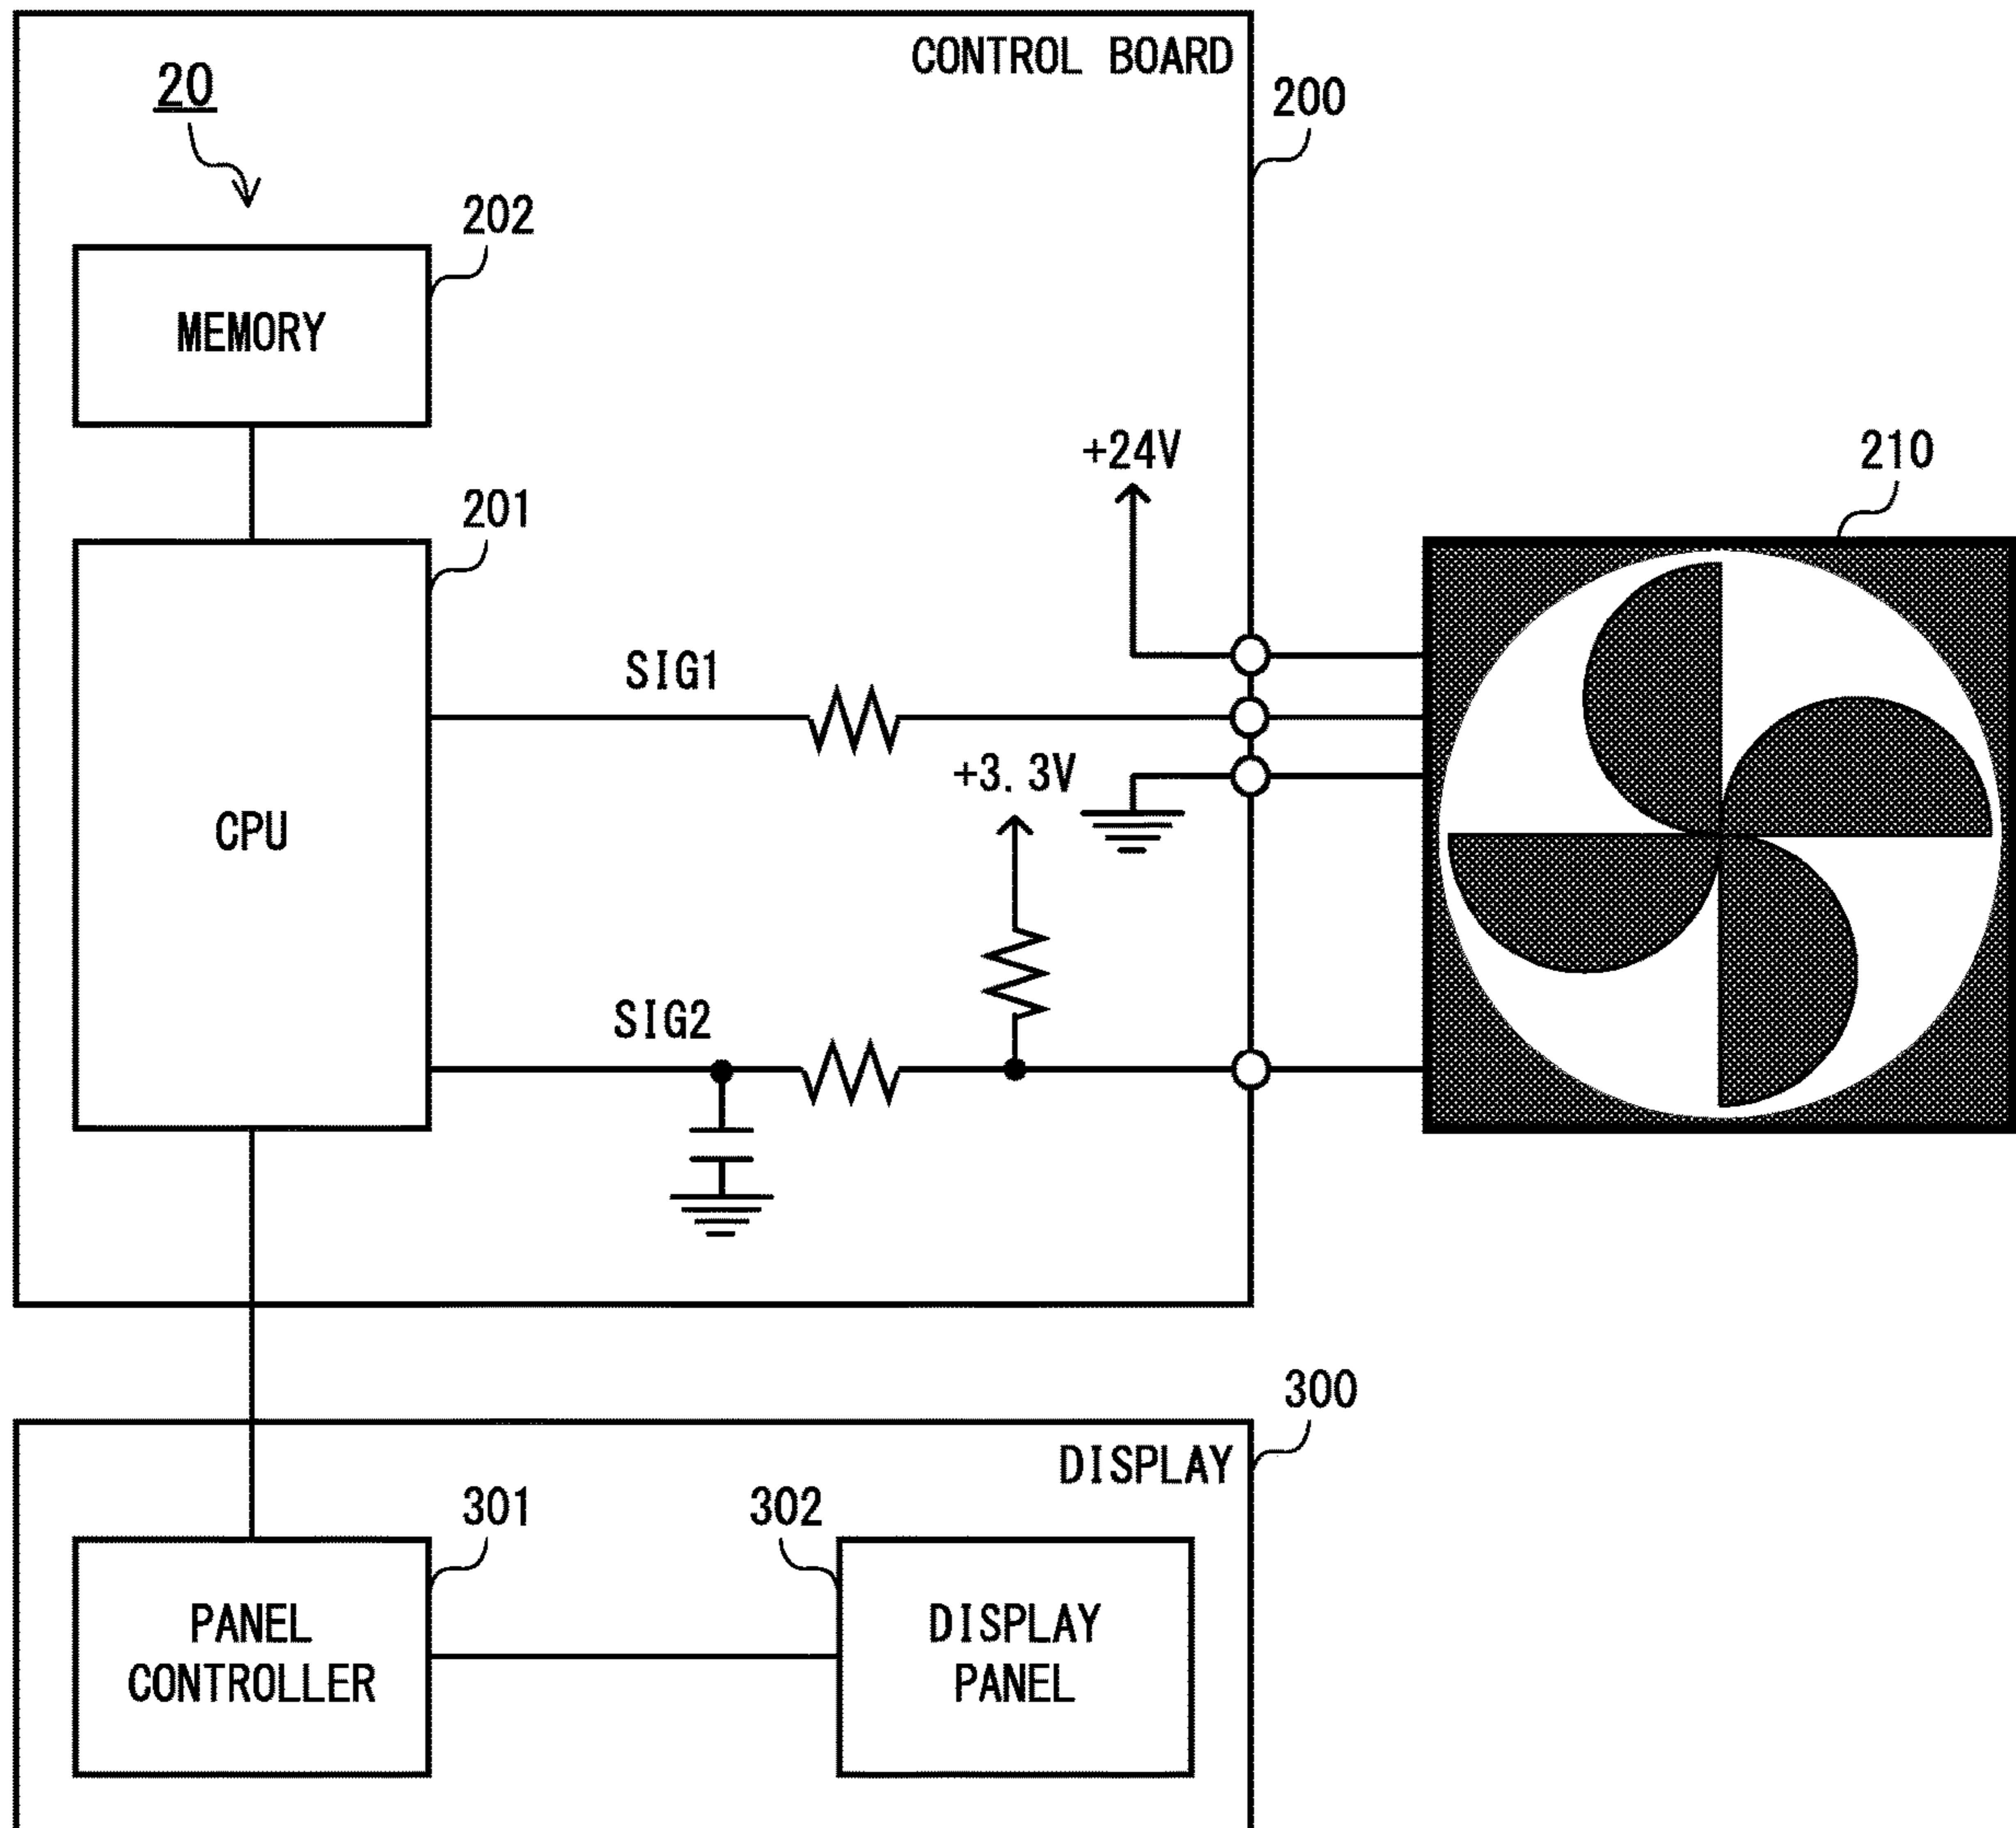 CONTROL BOARD
200
20
202
MEMORY
201
CPU
+24V
210
SIG1
+3.3V
SIG2
300
DISPLAY
301
302
PANEL
CONTROLLER
DISPLAY
PANEL